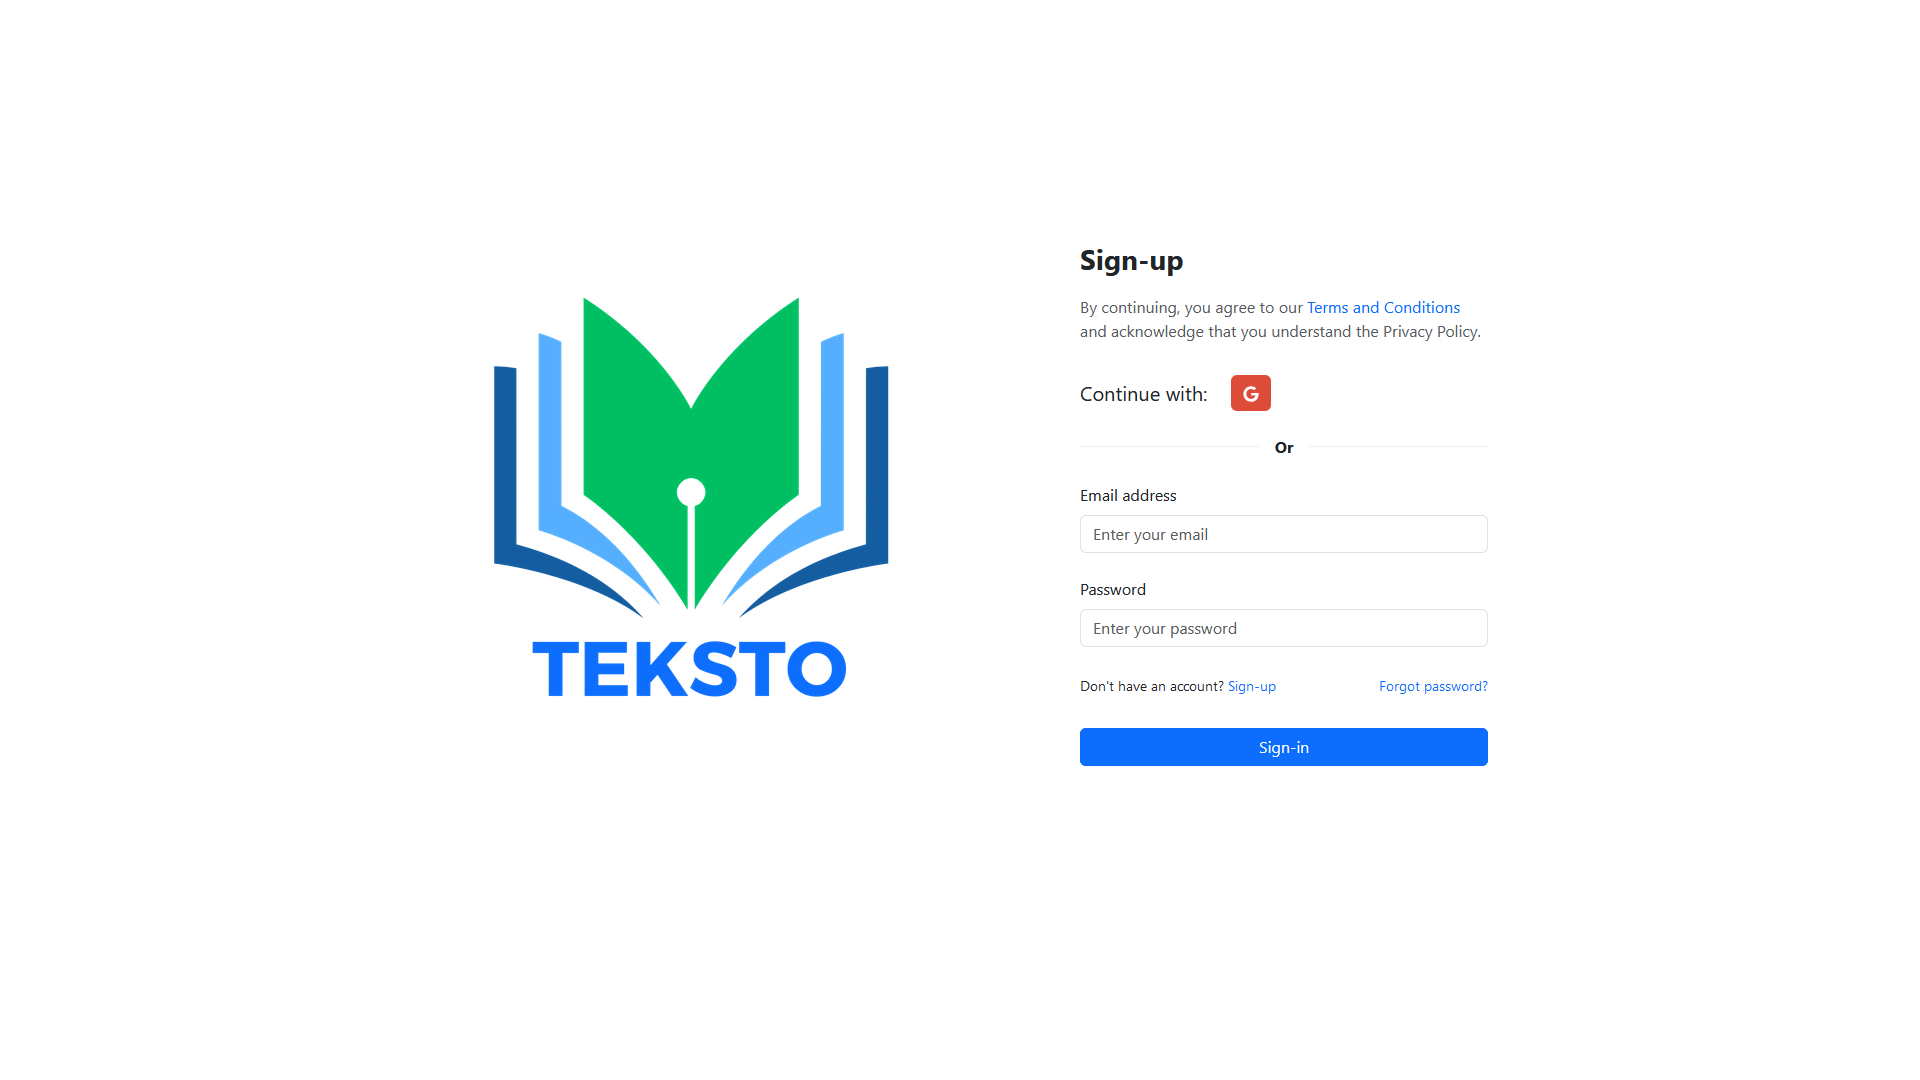 TEKSTO
Sign-up
By continuing, you agree to our Terms and Conditions
and acknowledge that you understand the Privacy Policy.
Continue with: G
Or
Email address
Enter your email
Password
Enter your password
Don't have an account? Sign-up Forgot password?
Sign-in